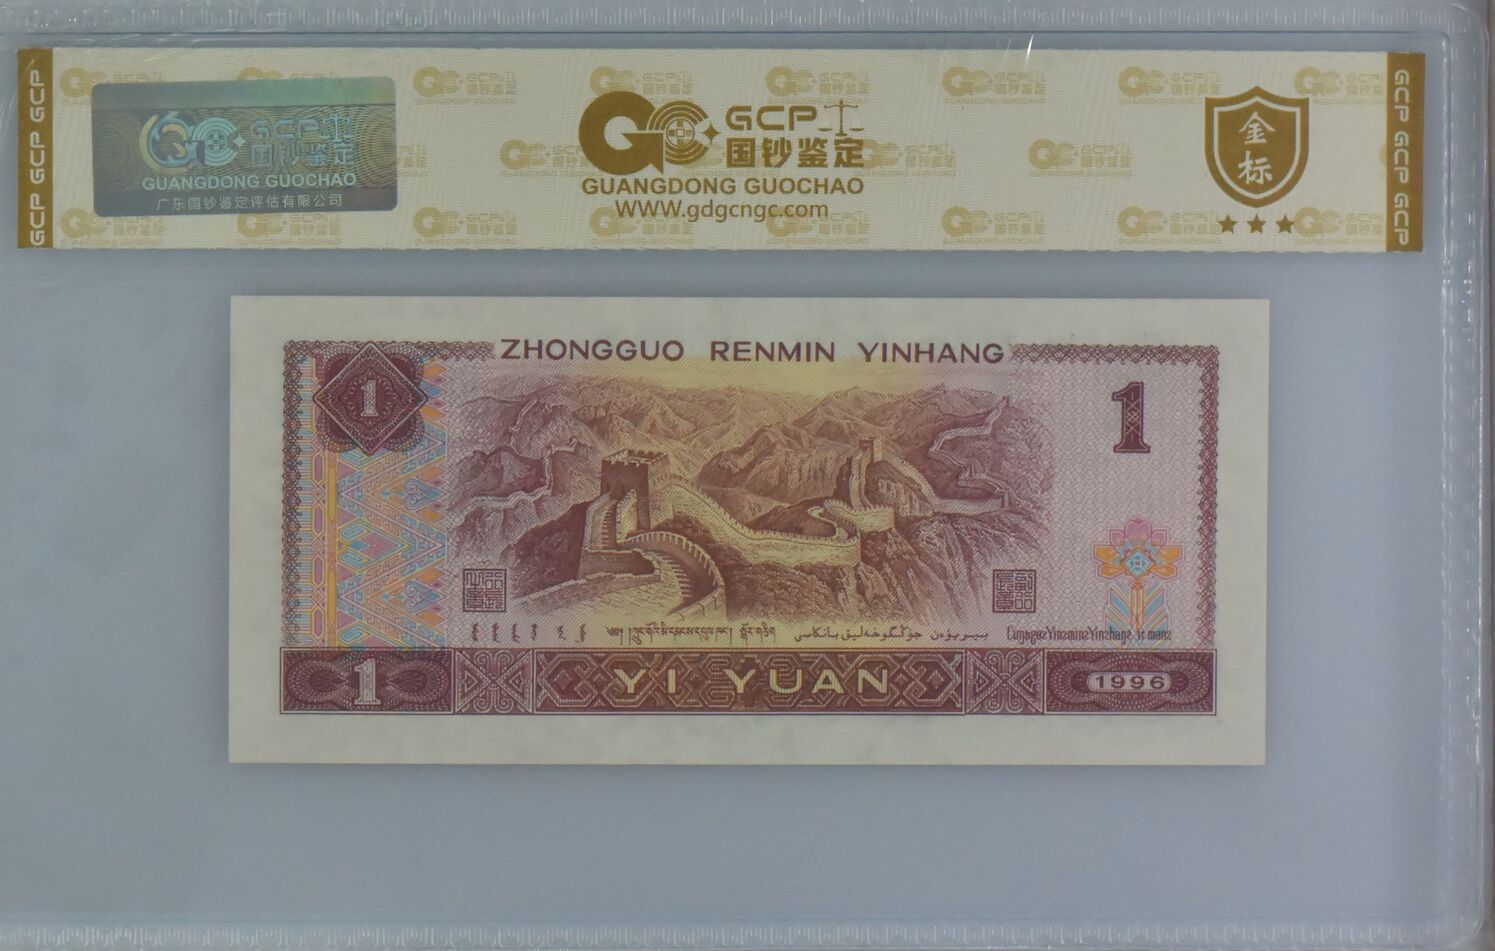 GCP GCP GCP
GCP 国钞鉴定
GUANGDONG GUOCHAO
广东国钞鉴定评估有限公司
GCP
国钞鉴定
GUANGDONG GUOCHAO
WWW.gdgcngc.com
金标
GCP GCP GCP
ZHONGGUO RENMIN YINHANG
1
1
1
YI YUAN
1996